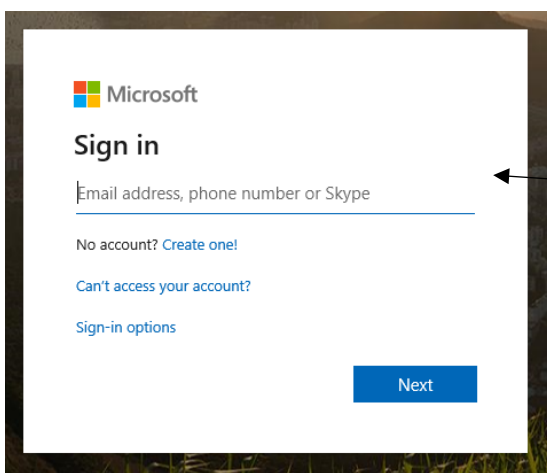 Microsoft
Sign in
Email address, phone number or Skype
No account? Create one!
Can't access your account?
Sign-in options
Next